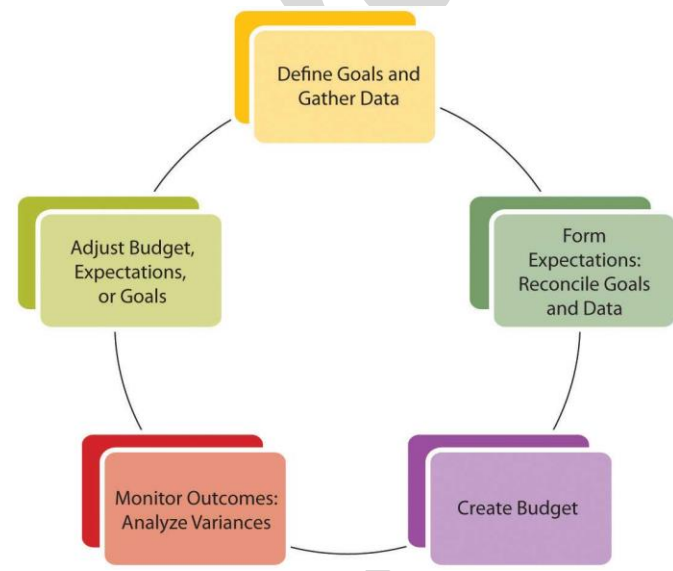 Define Goals and
Gather Data
Form
Expectations:
Reconcile Goals
and Data
Create Budget
Monitor Outcomes:
Analyze Variances
Adjust Budget,
Expectations,
or Goals